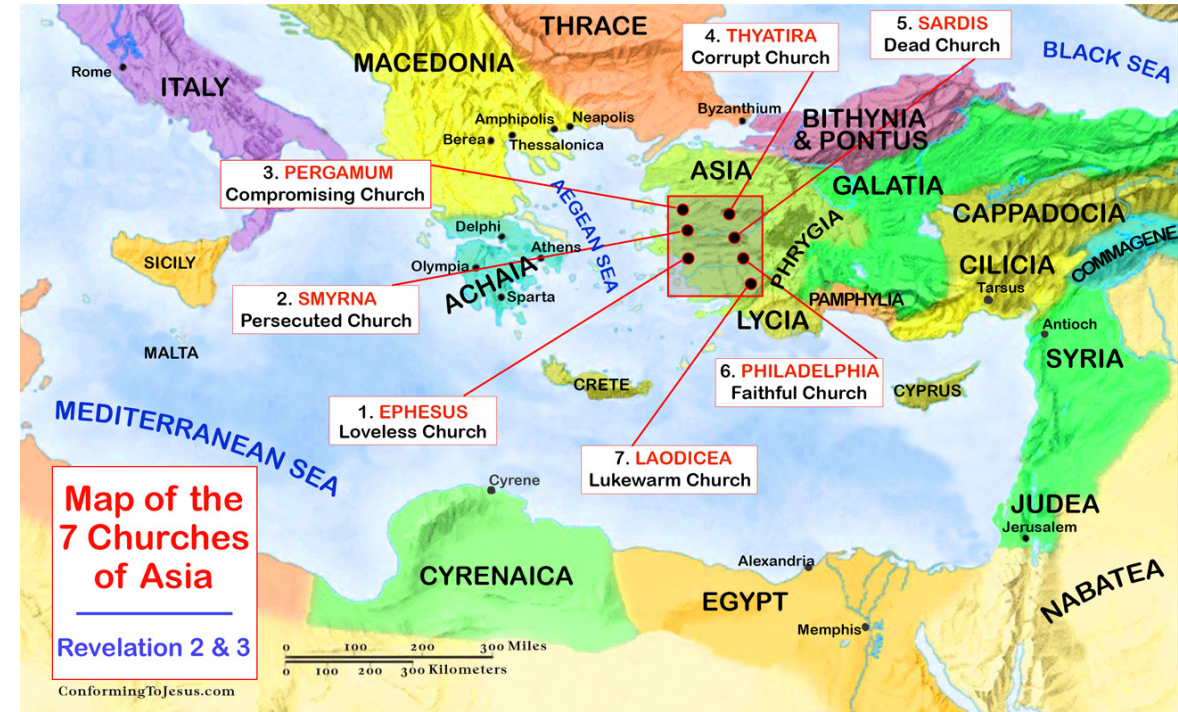 THRACE
4. THYATIRA
Corrupt Church
5. SARDIS
Dead Church
BLACK SEA
MACEDONIA
Rome
ITALY
Byzantium
BITHYNIA
& PONTUS
Amphipolis
Neapolis
Berea
Thessalonica
3. PERGAMUM
Compromising Church
ASIA
GALATIA
AEGEAN SEA
CAPPADOCIA
PHRYGIA
COMMAGENE
Delphi
Athens
SICILY
Olympia
ACHAIA
CILICIA
Tarsus
2. SMYRNA
Persecuted Church
Sparta
PAMPHYLIA
LYCIA
Antioch
MALTA
SYRIA
6. PHILADELPHIA
Faithful Church
CRETE
CYPRUS
1. EPHESUS
Loveless Church
MEDITERRANEAN SEA
7. LAODICEA
Lukewarm Church
Cyrene
Map of the
7 Churches
of Asia
Revelation 2 & 3
JUDEA
Jerusalem
CYRENAICA
Alexandria
EGYPT
NABATEA
Memphis
0 100 200 300 Miles
0 100 200 300 Kilometers
ConformingToJesus.com